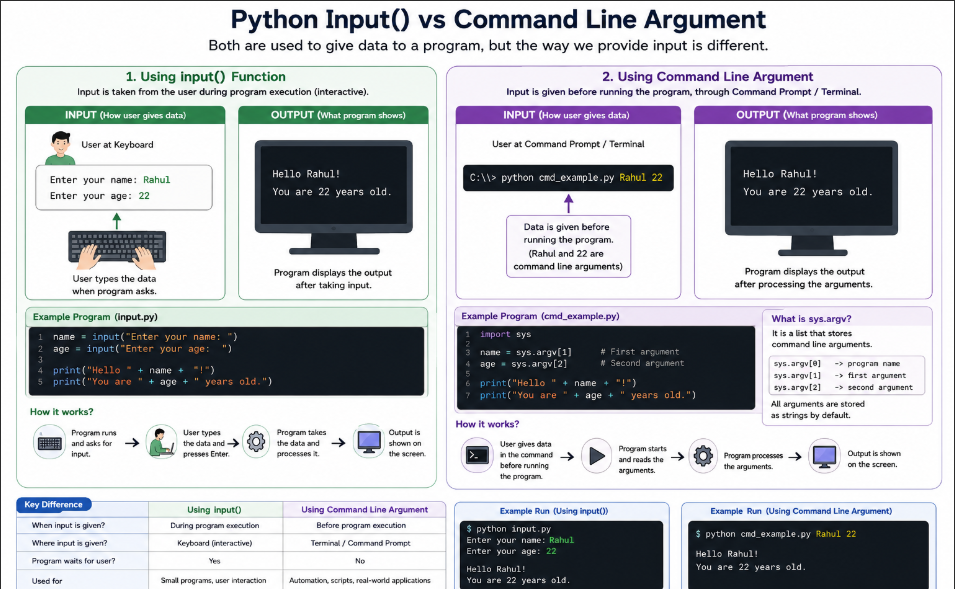 Python Input() vs Command Line Argument
Both are used to give data to a program, but the way we provide input is different.
1. Using input() Function
Input is taken from the user during program execution (interactive).
INPUT (How user gives data)
User at Keyboard
Enter your name: Rahul
Enter your age: 22
User types the data
when program asks.
OUTPUT (What program shows)
Hello Rahul!
You are 22 years old.
Program displays the output
after taking input.
Example Program (input.py)
1 name = input("Enter your name: ")
2 age = input("Enter your age:  ")
3
4 print("Hello " + name +  "!")
5 print("You are " + age + " years old.")
How it works?
Program runs
and asks for
input.
User types
the data and
presses Enter.
Program takes
the data and
processes it.
Output is
shown on
the screen.
2. Using Command Line Argument
Input is given before running the program, through Command Prompt / Terminal.
INPUT (How user gives data)
User at Command Prompt / Terminal
C:\\> python cmd_example.py Rahul 22
Data is given before
running the program.
(Rahul and 22 are
command line arguments)
OUTPUT (What program shows)
Hello Rahul!
You are 22 years old.
Program displays the output
after processing the arguments.
Example Program (cmd_example.py)
1 import sys
2
3 name = sys.argv[1] # First argument
4 age = sys.argv[2] # Second argument
5
6 print("Hello " + name + "!")
7 print("You are " + age + " years old.")
What is sys.argv?
It is a list that stores
command line arguments.
sys.argv[0] -> program name
sys.argv[1] -> first argument
sys.argv[2] -> second argument
All arguments are stored
as strings by default.
How it works?
User gives data
in the command
before running
the program.
Program starts
and reads the
arguments.
Program processes
the arguments.
Output is shown
on the screen.
Key Difference
Using input() Using Command Line Argument
When input is given? During program execution Before program execution
Where input is given? Keyboard (interactive) Terminal / Command Prompt
Program waits for user? Yes No
Used for Small programs, user interaction Automation, scripts, real-world applications
Example Run (Using input())
$ python input.py
Enter your name: Rahul
Enter your age: 22
Hello Rahul!
You are 22 years old.
Example Run (Using Command Line Argument)
$ python cmd_example.py Rahul 22
Hello Rahul!
You are 22 years old.